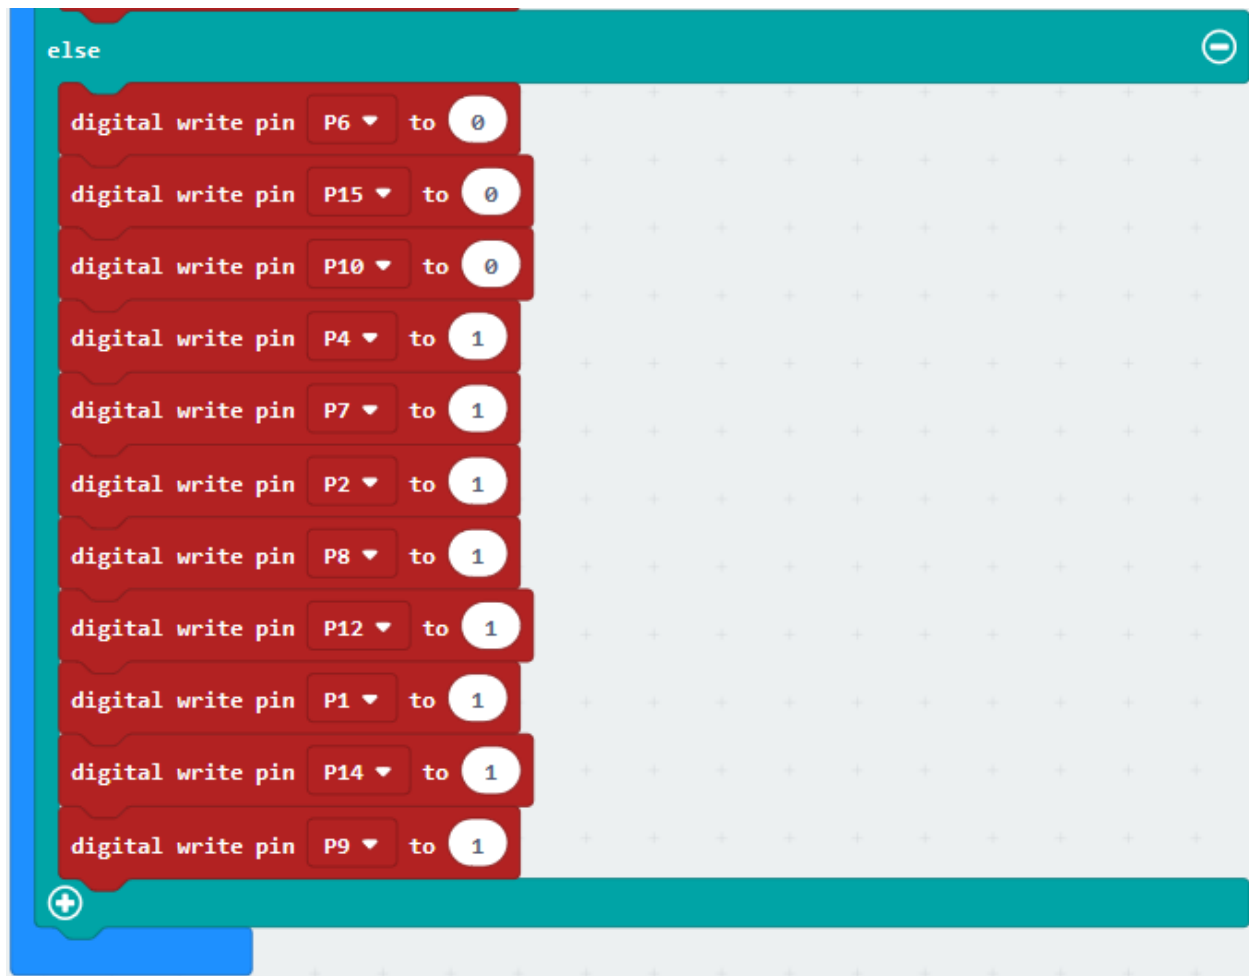 else
digital write pin P6 to 0
digital write pin P15 to 0
digital write pin P10 to 0
digital write pin P4 to 1
digital write pin P7 to 1
digital write pin P2 to 1
digital write pin P8 to 1
digital write pin P12 to 1
digital write pin P1 to 1
digital write pin P14 to 1
digital write pin P9 to 1